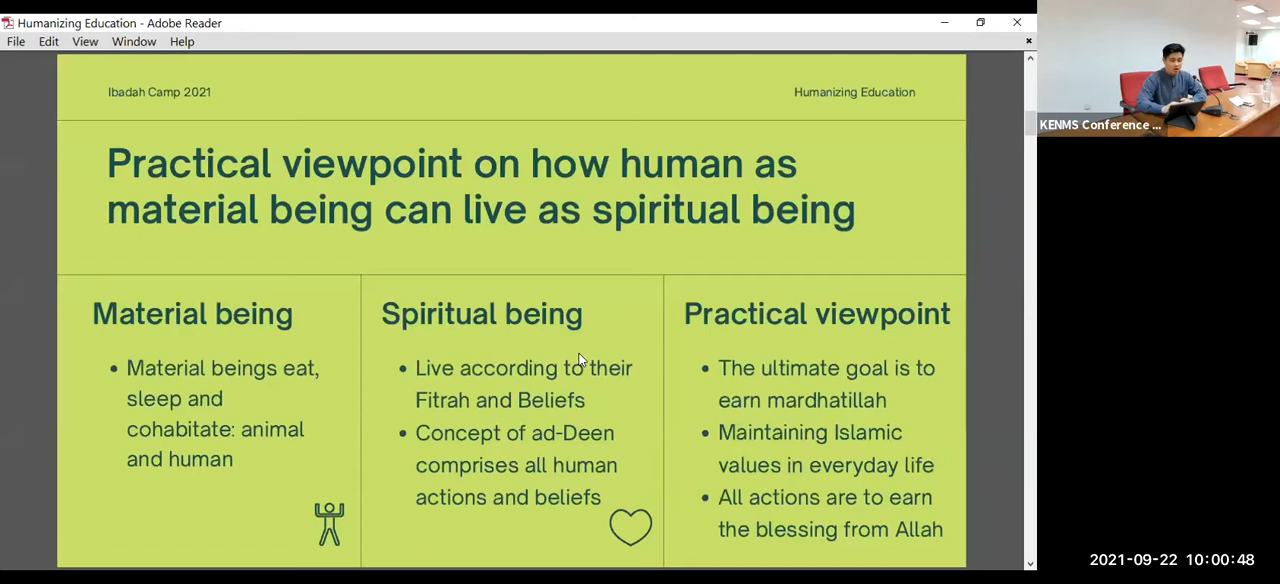 Humanizing Education - Adobe Reader
File Edit View Window Help
Ibadah Camp 2021
Humanizing Education
Practical viewpoint on how human as
material being can live as spiritual being
Material being
• Material beings eat,
sleep and
cohabitate: animal
and human
Spiritual being
• Live according to their
Fitrah and Beliefs
• Concept of ad-Deen
comprises all human
actions and beliefs
Practical viewpoint
• The ultimate goal is to
earn mardhatillah
• Maintaining Islamic
values in everyday life
• All actions are to earn
the blessing from Allah
KENMS Conference ...
2021-09-22 10:00:48